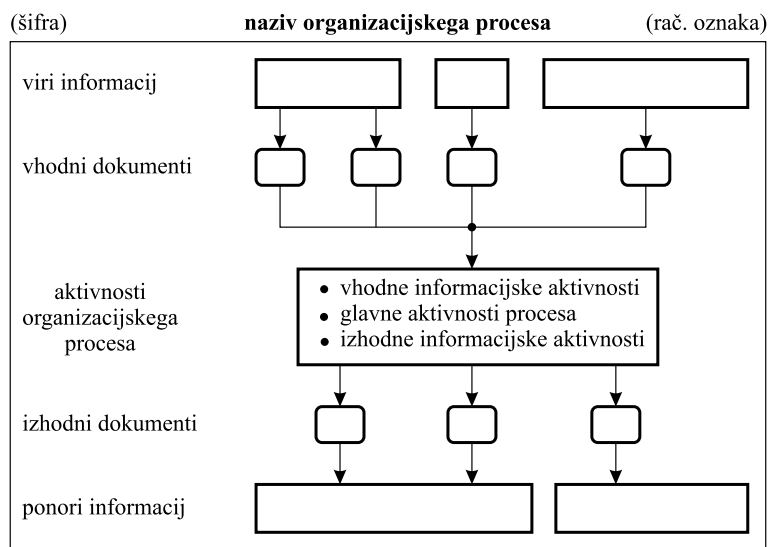 (šifra) naziv organizacijskega procesa (rač. oznaka)
viri informacij
vhodni dokumenti
aktivnosti
organizacijskega
procesa
• vhodne informacijske aktivnosti
• glavne aktivnosti procesa
• izhodne informacijske aktivnosti
izhodni dokumenti
ponori informacij